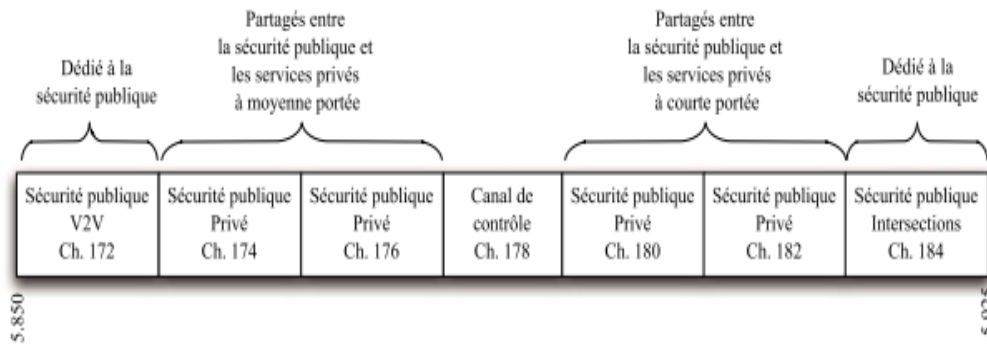 Dédié à la
sécurité publique
Partagés entre
la sécurité publique et
les services privés
à moyenne portée
Partagés entre
la sécurité publique et
les services privés
à courte portée
Dédié à la
sécurité publique
Sécurité publique
V2V
Ch. 172
Sécurité publique
Privé
Ch. 174
Sécurité publique
Privé
Ch. 176
Canal de
contrôle
Ch. 178
Sécurité publique
Privé
Ch. 180
Sécurité publique
Privé
Ch. 182
Sécurité publique
Intersections
Ch. 184
5.850
5.925